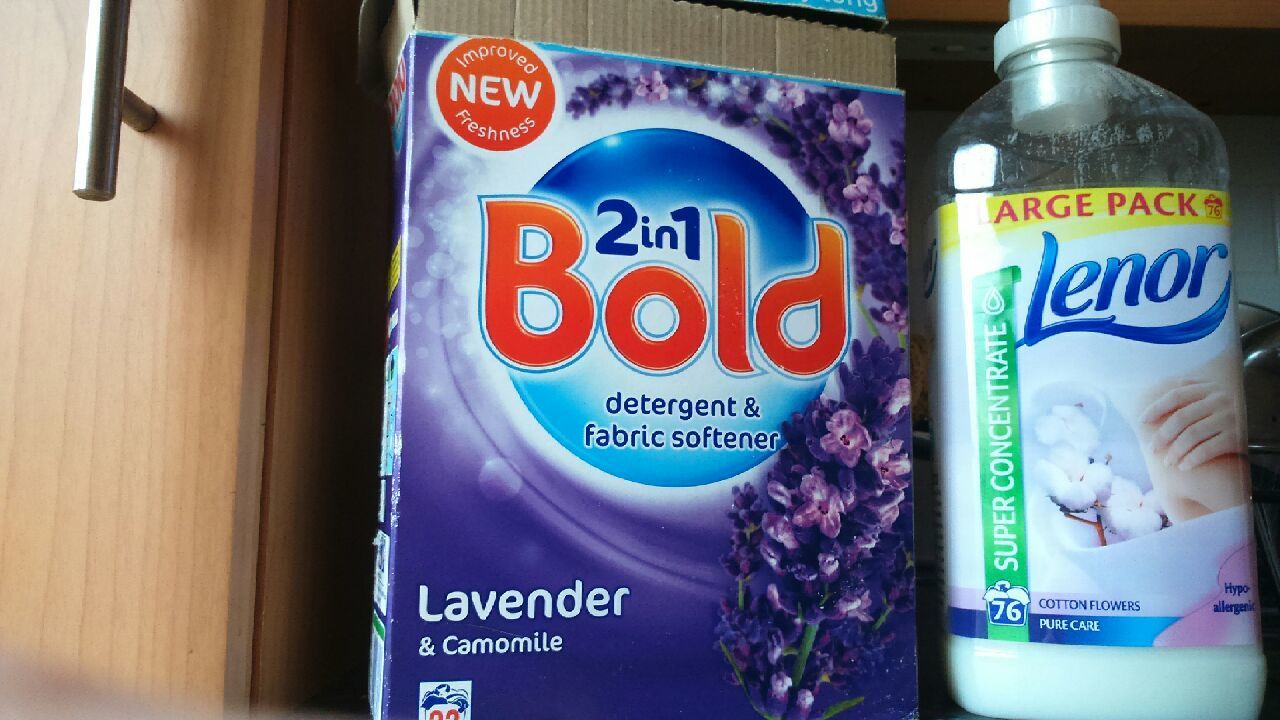 Improved
NEW
Freshness
2in1
Bold
detergent &
fabric softener
Lavender
& Camomile
LARGE PACK 76
Lenor
SUPER CONCENTRATE
76
COTTON FLOWERS
PURE CARE
Hypo-
allergenic